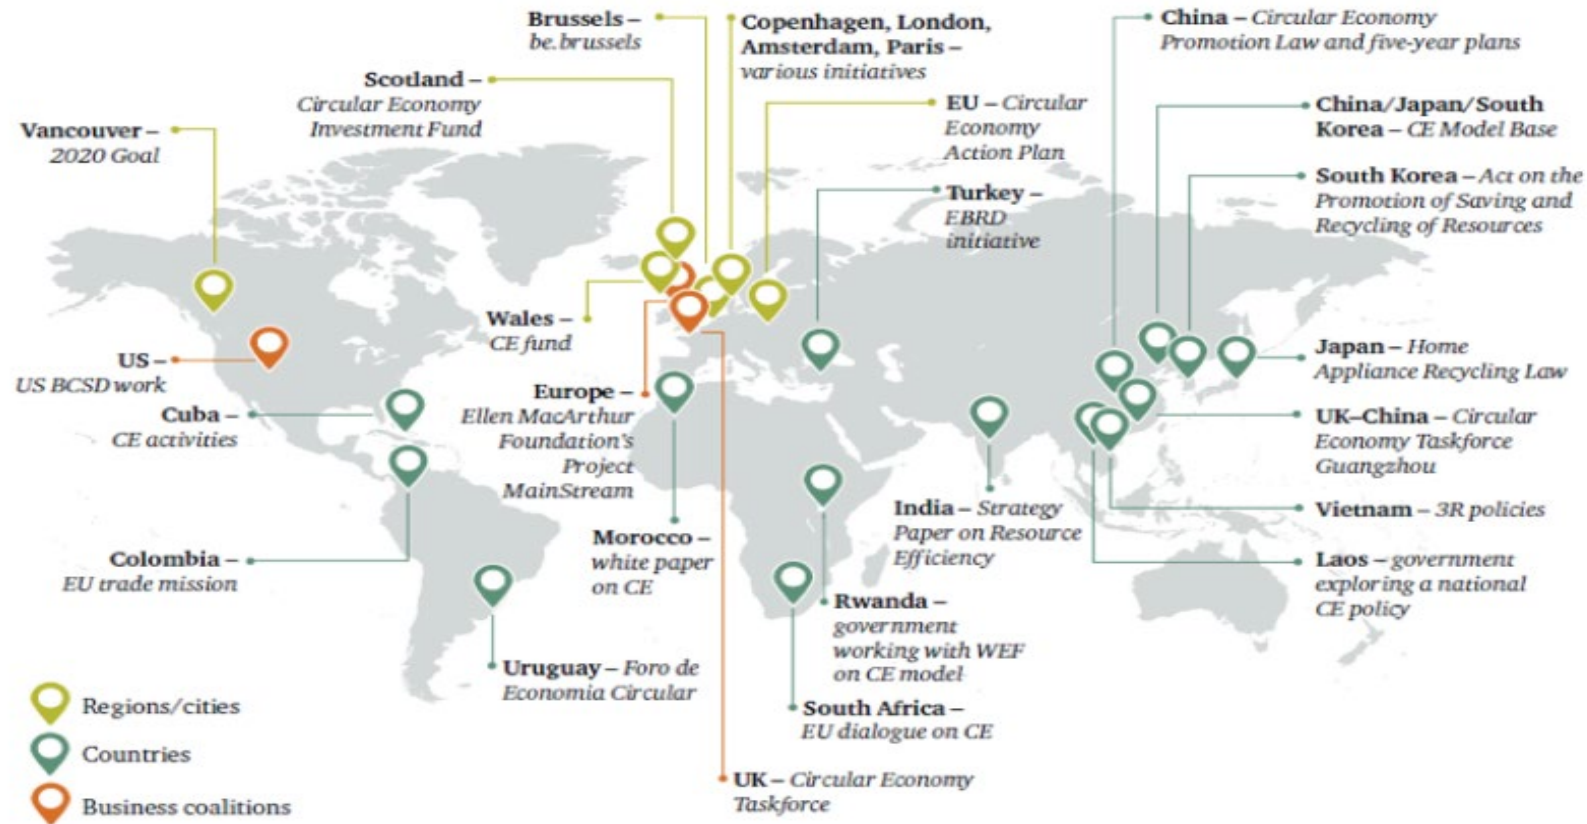 Brussels –
be.brussels
Copenhagen, London,
Amsterdam, Paris –
various initiatives
China – Circular Economy
Promotion Law and five-year plans
Scotland –
Circular Economy
Investment Fund
EU – Circular
Economy
Action Plan
China/Japan/South
Korea – CE Model Base
Vancouver –
2020 Goal
Turkey –
EBRD
initiative
South Korea – Act on the
Promotion of Saving and
Recycling of Resources
Wales –
CE fund
US –
US BCSD work
Japan – Home
Appliance Recycling Law
Cuba –
CE activities
Europe –
Ellen MacArthur
Foundation's
Project
MainStream
UK–China – Circular
Economy Taskforce
Guangzhou
India – Strategy
Paper on Resource
Efficiency
Vietnam – 3R policies
Morocco –
white paper
on CE
Colombia –
EU trade mission
Laos – government
exploring a national
CE policy
Rwanda –
government
working with WEF
on CE model
Uruguay – Foro de
Economia Circular
South Africa –
EU dialogue on CE
UK – Circular Economy
Taskforce
Regions/cities
Countries
Business coalitions